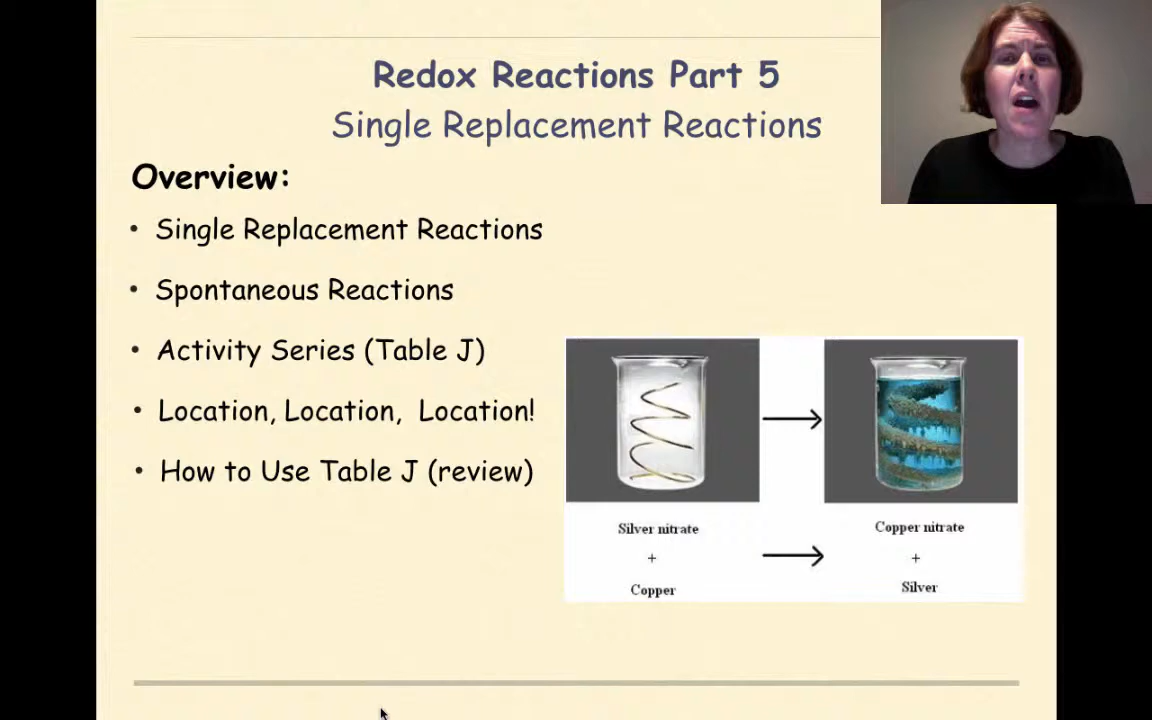 Redox Reactions Part 5
Single Replacement Reactions
Overview:
• Single Replacement Reactions
• Spontaneous Reactions
• Activity Series (Table J)
• Location, Location, Location!
• How to Use Table J (review)
Silver nitrate
+
Copper
Copper nitrate
+
Silver